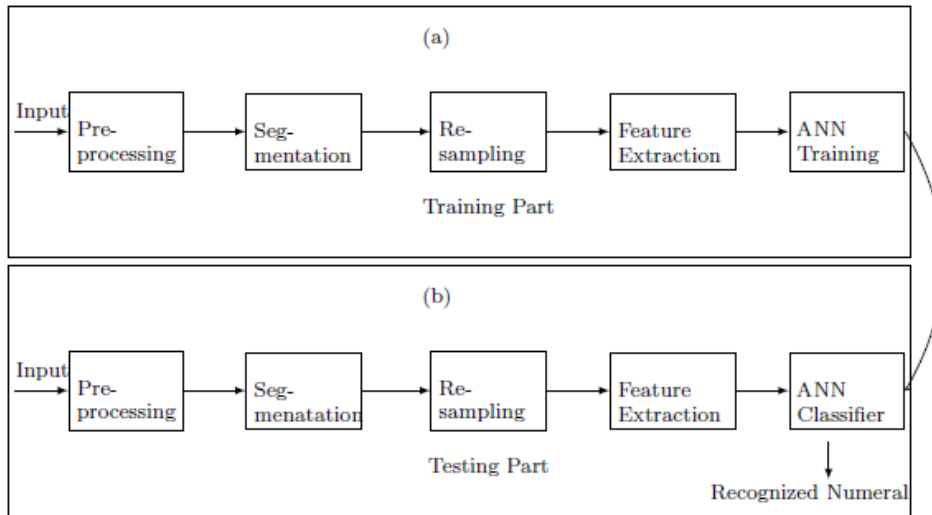 (a)
Input
Pre-
processing
Seg-
mentation
Re-
sampling
Feature
Extraction
ANN
Training
Training Part
(b)
Input
Pre-
processing
Seg-
menatation
Re-
sampling
Feature
Extraction
ANN
Classifier
Testing Part
Recognized Numeral